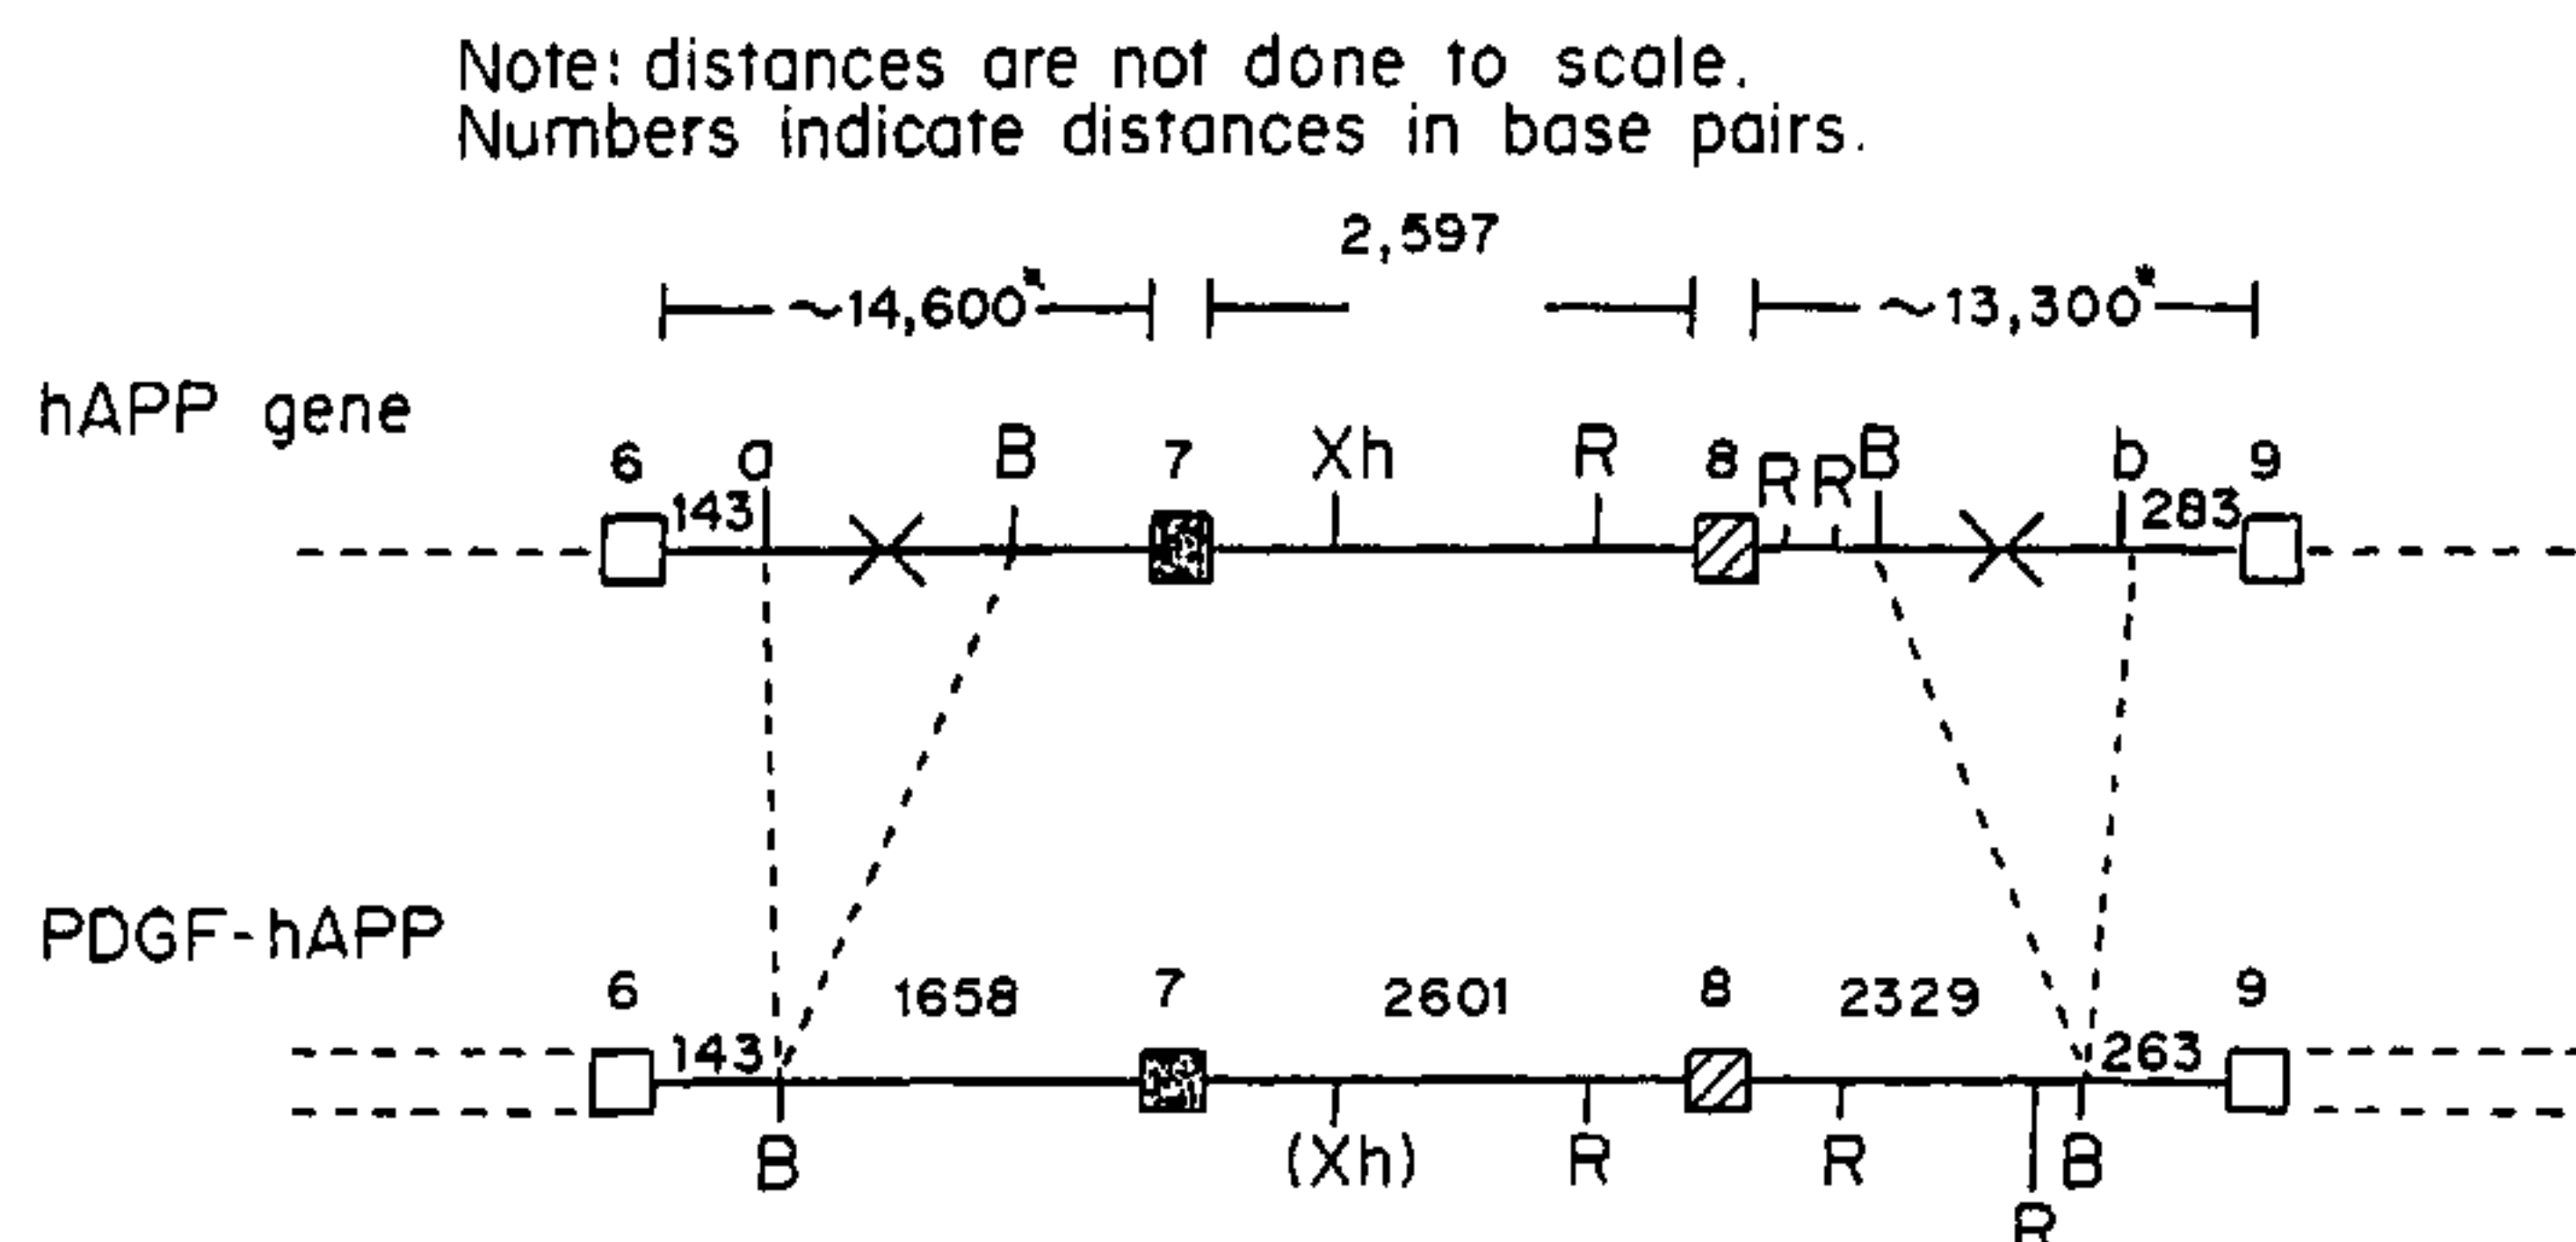 Note: distances are not done to scale.
Numbers indicate distances in base pairs.
2,597
~14,600* ~13,300*
hAPP gene
6 a B 7 Xh R 8 R R B b 9
143 283
PDGF-hAPP
6 1658 7 2601 8 2329 9
143 263
B (Xh) R R B
R